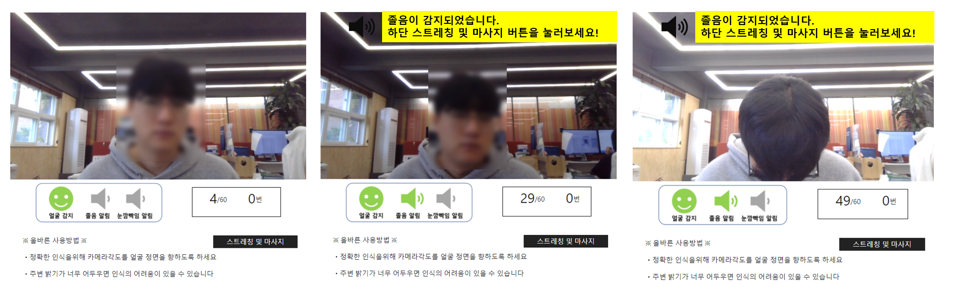 졸음이 감지되었습니다.
하단 스트레칭 및 마사지 버튼을 눌러보세요!
졸음이 감지되었습니다.
하단 스트레칭 및 마사지 버튼을 눌러보세요!
얼굴 감지 졸음 알림 눈깜빡임 알림
4/60 0번
얼굴 감지 졸음 알림 눈깜빡임 알림
29/60 0번
얼굴 감지 졸음 알림 눈깜빡임 알림
49/60 0번
※ 올바른 사용방법 ※
스트레칭 및 마사지
• 정확한 인식을위해 카메라각도를 얼굴 정면을 향하도록 하세요
• 주변 밝기가 너무 어두우면 인식의 어려움이 있을 수 있습니다
※ 올바른 사용방법 ※
스트레칭 및 마사지
• 정확한 인식을위해 카메라각도를 얼굴 정면을 향하도록 하세요
• 주변 밝기가 너무 어두우면 인식의 어려움이 있을 수 있습니다
※ 올바른 사용방법 ※
스트레칭 및 마사지
• 정확한 인식을위해 카메라각도를 얼굴 정면을 향하도록 하세요
• 주변 밝기가 너무 어두우면 인식의 어려움이 있을 수 있습니다